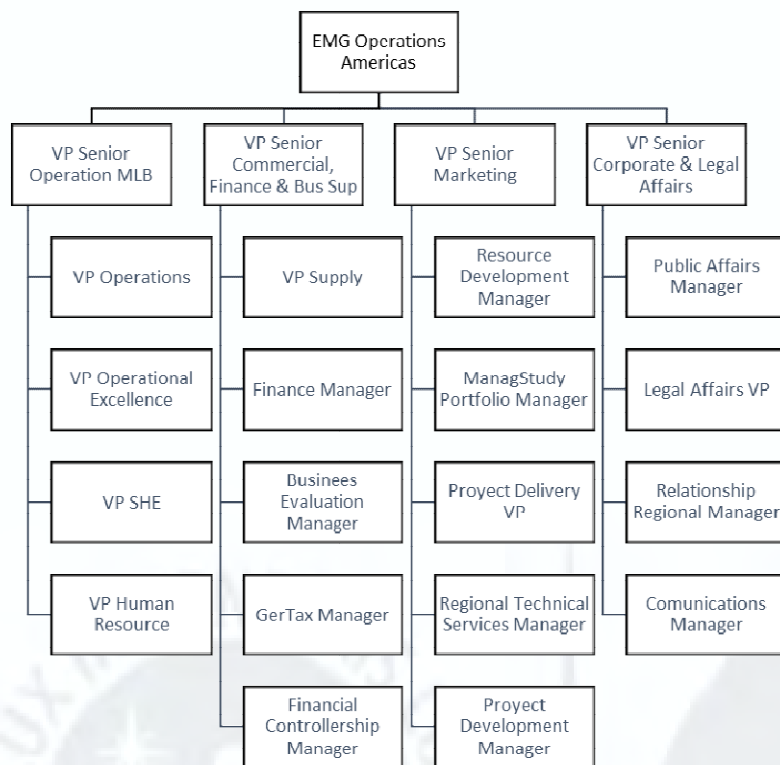 EMG Operations
Americas
VP Senior
Operation MLB
VP Senior
Commercial,
Finance & Bus Sup
VP Senior
Marketing
VP Senior
Corporate & Legal
Affairs
VP Operations
VP Operational
Excellence
VP SHE
VP Human
Resource
VP Supply
Finance Manager
Businees
Evaluation
Manager
GerTax Manager
Financial
Controllership
Manager
Resource
Development
Manager
ManagStudy
Portfolio Manager
Proyect Delivery
VP
Regional Technical
Services Manager
Proyect
Development
Manager
Public Affairs
Manager
Legal Affairs VP
Relationship
Regional Manager
Comunications
Manager
UX